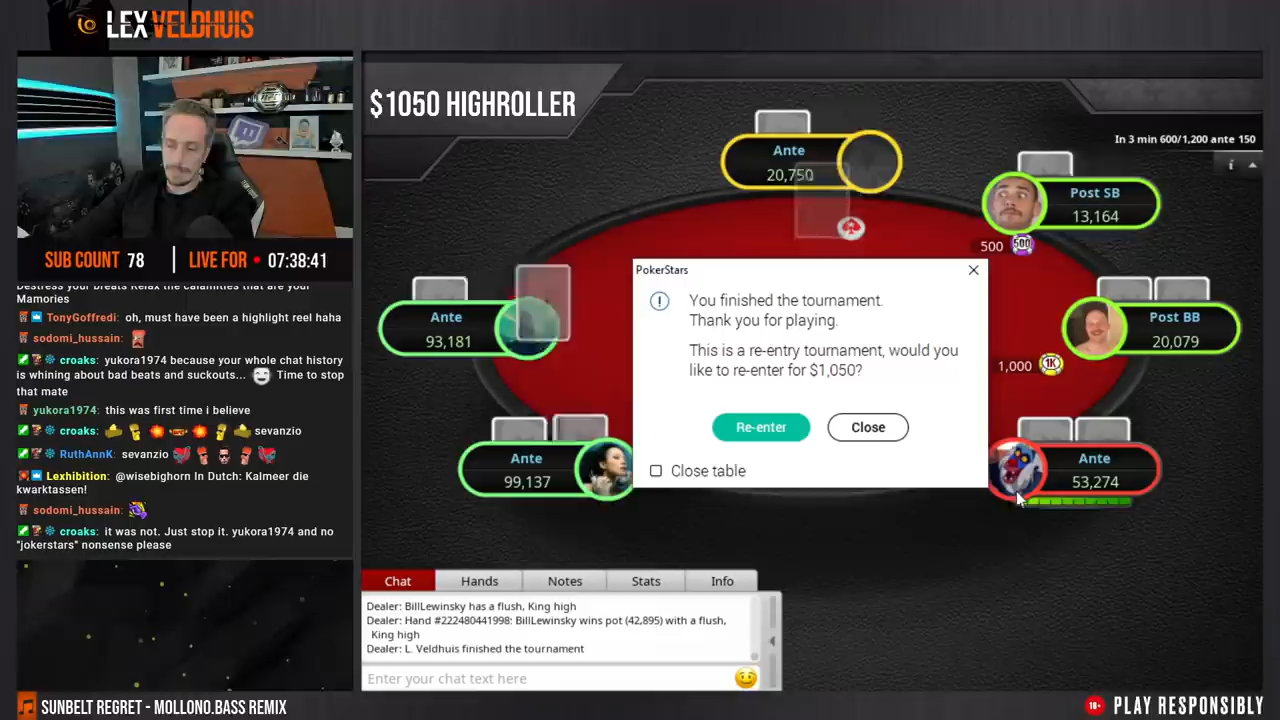 LEX VELDHUIS
$1050 HIGHROLLER
In 3 min 600/1,200 ante 150
Ante
20,750
Post SB
13,164
500
500
SUB COUNT 78
LIVE FOR • 07:38:41
Destress your breats Relax the calamities that are your
Mamories
TonyGoffredi: oh, must have been a highlight reel haha
sodomi_hussain:
croaks: yukora1974 because your whole chat history
is whining about bad beats and suckouts... Time to stop
that mate
yukora1974: this was first time i believe
croaks: sevanzio
RuthAnnK: sevanzio
Lexhibition: @wisebighorn In Dutch: Kalmeer die
kwarktassen!
sodomi_hussain:
croaks: it was not. Just stop it. yukora1974 and no
"jokerstars" nonsense please
Ante
93,181
PokerStars
You finished the tournament.
Thank you for playing.
This is a re-entry tournament, would you
like to re-enter for $1,050?
Re-enter
Close
Close table
Post BB
20,079
1,000
1K
Ante
99,137
Ante
53,274
Chat
Hands
Notes
Stats
Info
Dealer: BillLewinsky has a flush, King high
Dealer: Hand #222480441998: BillLewinsky wins pot (42,895) with a flush,
King high
Dealer: L. Veldhuis finished the tournament
Enter your chat text here
SUNBELT REGRET - MOLLONO.BASS REMIX
18+ PLAY RESPONSIBLY